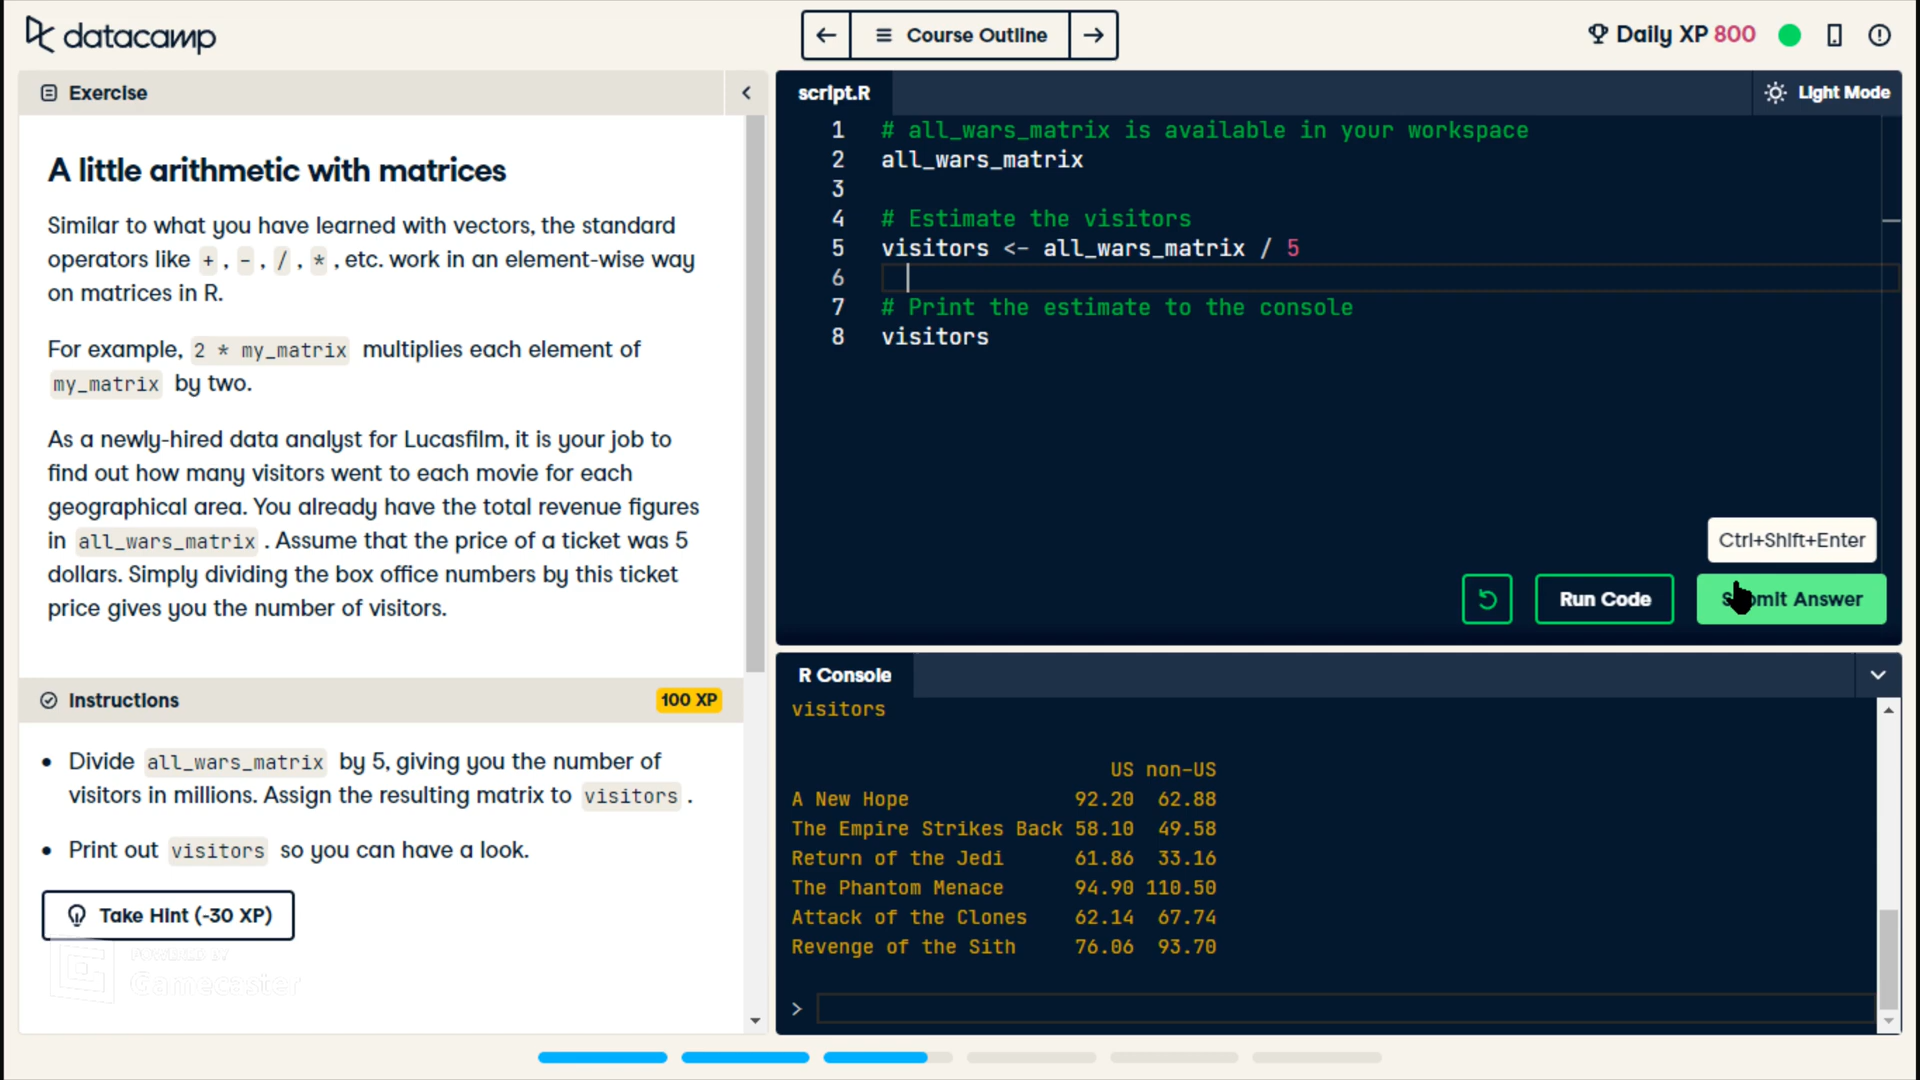 datacamp
Course Outline
Daily XP 800
Exercise
A little arithmetic with matrices
Similar to what you have learned with vectors, the standard
operators like + , - , / , * , etc. work in an element-wise way
on matrices in R.
For example, 2 * my_matrix multiplies each element of
my_matrix by two.
As a newly-hired data analyst for Lucasfilm, it is your job to
find out how many visitors went to each movie for each
geographical area. You already have the total revenue figures
in all_wars_matrix . Assume that the price of a ticket was 5
dollars. Simply dividing the box office numbers by this ticket
price gives you the number of visitors.
Instructions
100 XP
• Divide all_wars_matrix by 5, giving you the number of
visitors in millions. Assign the resulting matrix to visitors .
• Print out visitors so you can have a look.
Take Hint (-30 XP)
POWERED BY
Gamecaster
script.R
Light Mode
1 # all_wars_matrix is available in your workspace
2 all_wars_matrix
3
4 # Estimate the visitors
5 visitors <- all_wars_matrix / 5
6
7 # Print the estimate to the console
8 visitors
Ctrl+Shift+Enter
Run Code
Submit Answer
R Console
visitors
US non-US
A New Hope 92.20 62.88
The Empire Strikes Back 58.10 49.58
Return of the Jedi 61.86 33.16
The Phantom Menace 94.90 110.50
Attack of the Clones 62.14 67.74
Revenge of the Sith 76.06 93.70
>